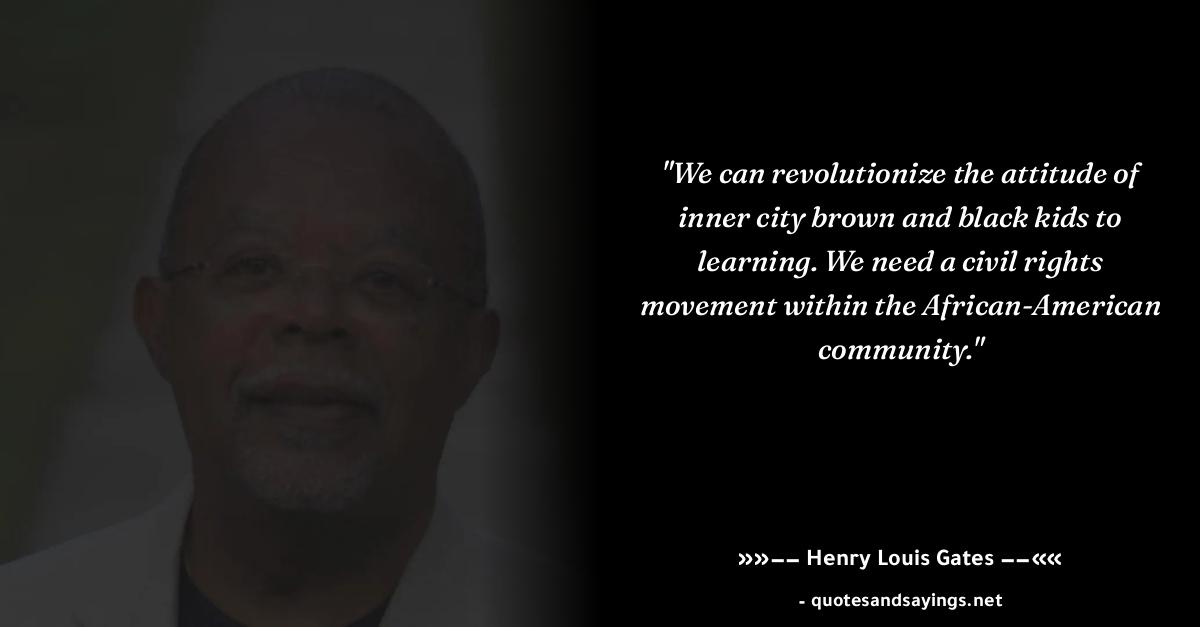 "We can revolutionize the attitude of
inner city brown and black kids to
learning. We need a civil rights
movement within the African-American
community."
»»–– Henry Louis Gates ––««
- quotesandsayings.net